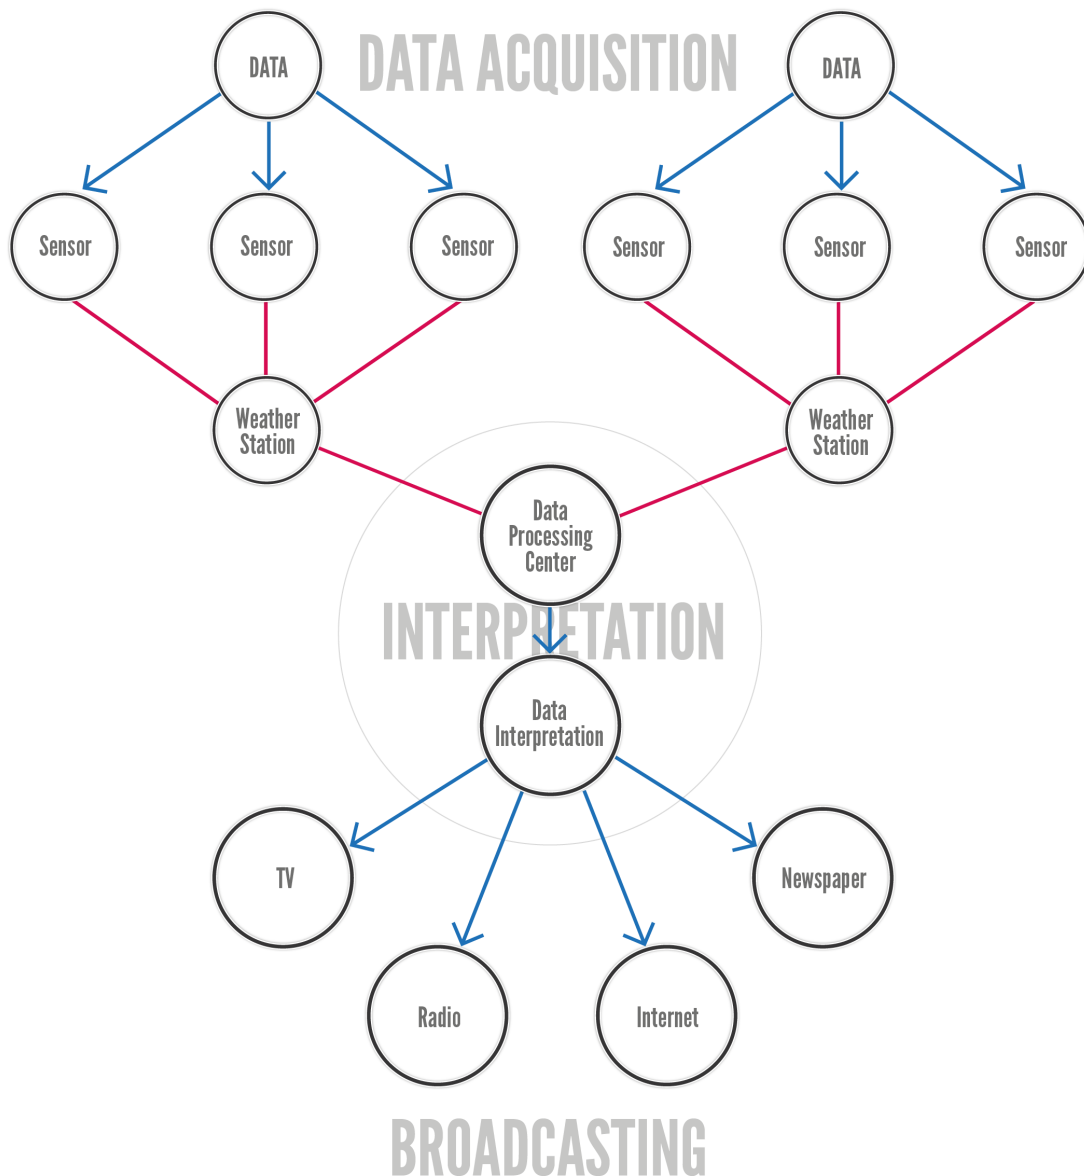 DATA ACQUISITION
DATA
DATA
Sensor
Sensor
Sensor
Sensor
Sensor
Sensor
Weather
Station
Weather
Station
Data
Processing
Center
INTERPRETATION
Data
Interpretation
TV
Newspaper
Radio
Internet
BROADCASTING